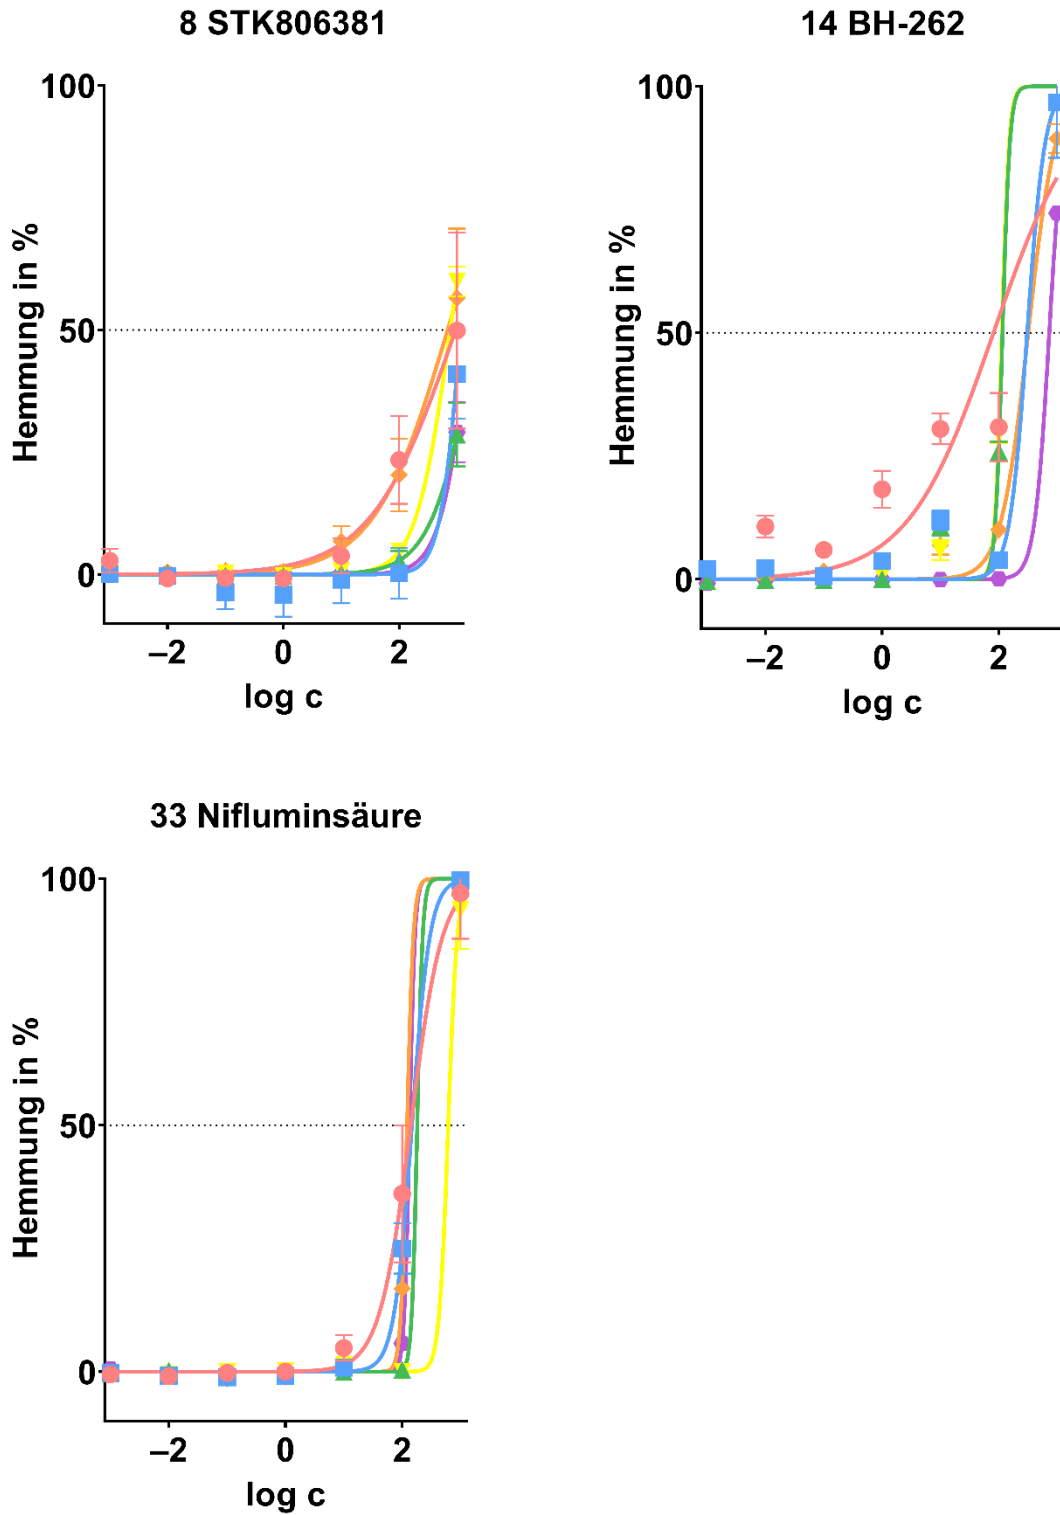 8 STK806381
100
50
0
Hemmung in %
–2 0 2
log c
14 BH-262
100
50
0
Hemmung in %
–2 0 2
log c
33 Nifluminsäure
100
50
0
Hemmung in %
–2 0 2
log c